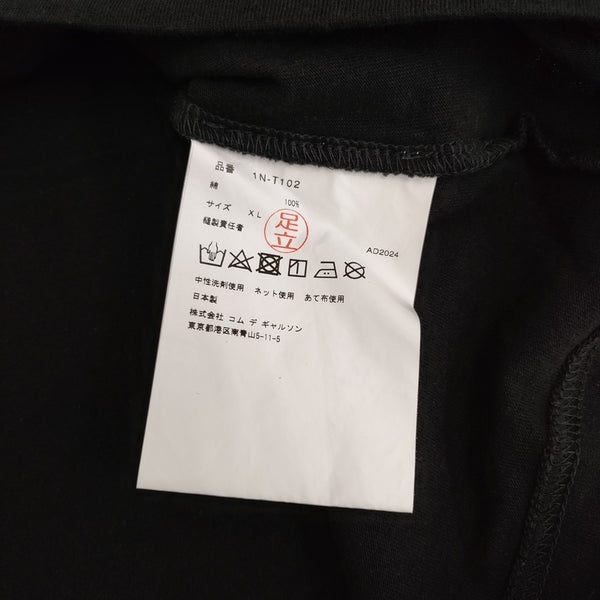 品番 1N-T102
綿 100%
サイズ XL
縫製責任者 足立
AD2024
中性洗剤使用 ネット使用 あて布使用
日本製
株式会社 コム デ ギャルソン
東京都港区南青山5-11-5